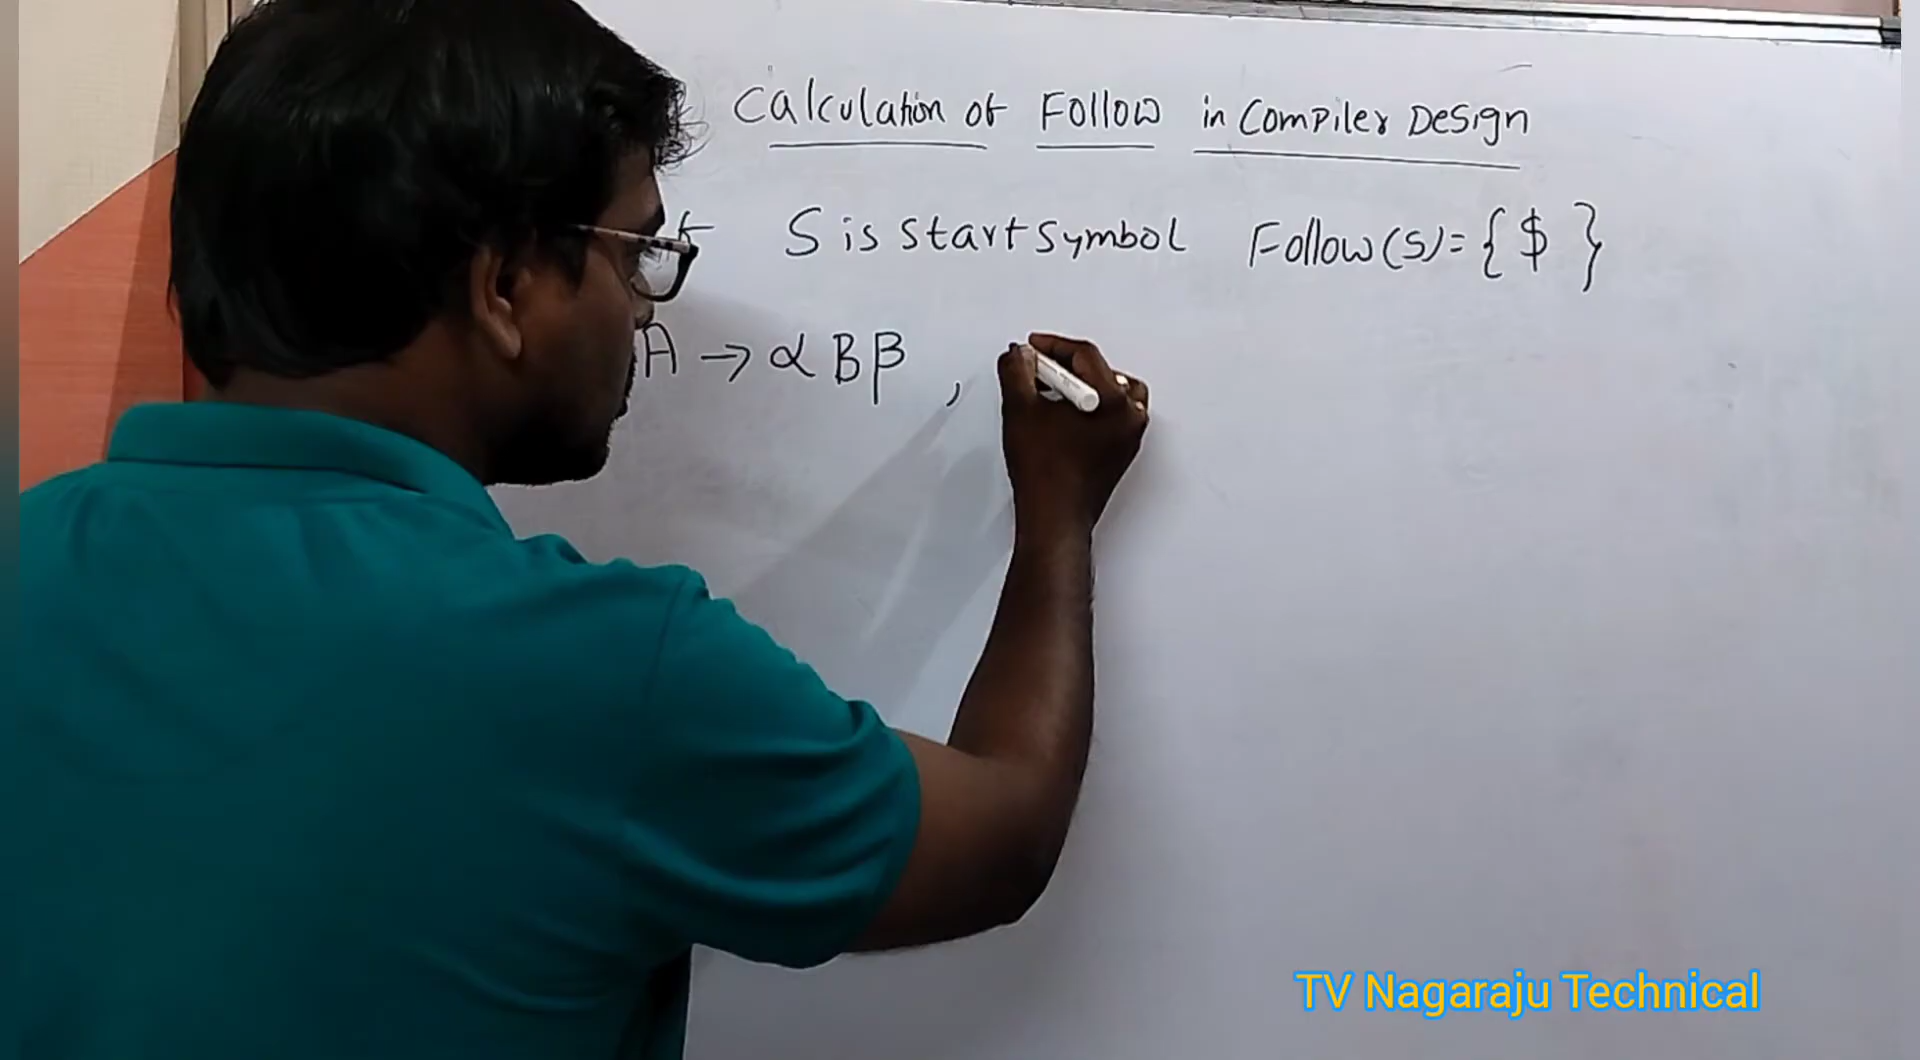 Calculation of Follow in Compiler Design
S is start symbol Follow(S)= { $ }
A → α B β ,
TV Nagaraju Technical